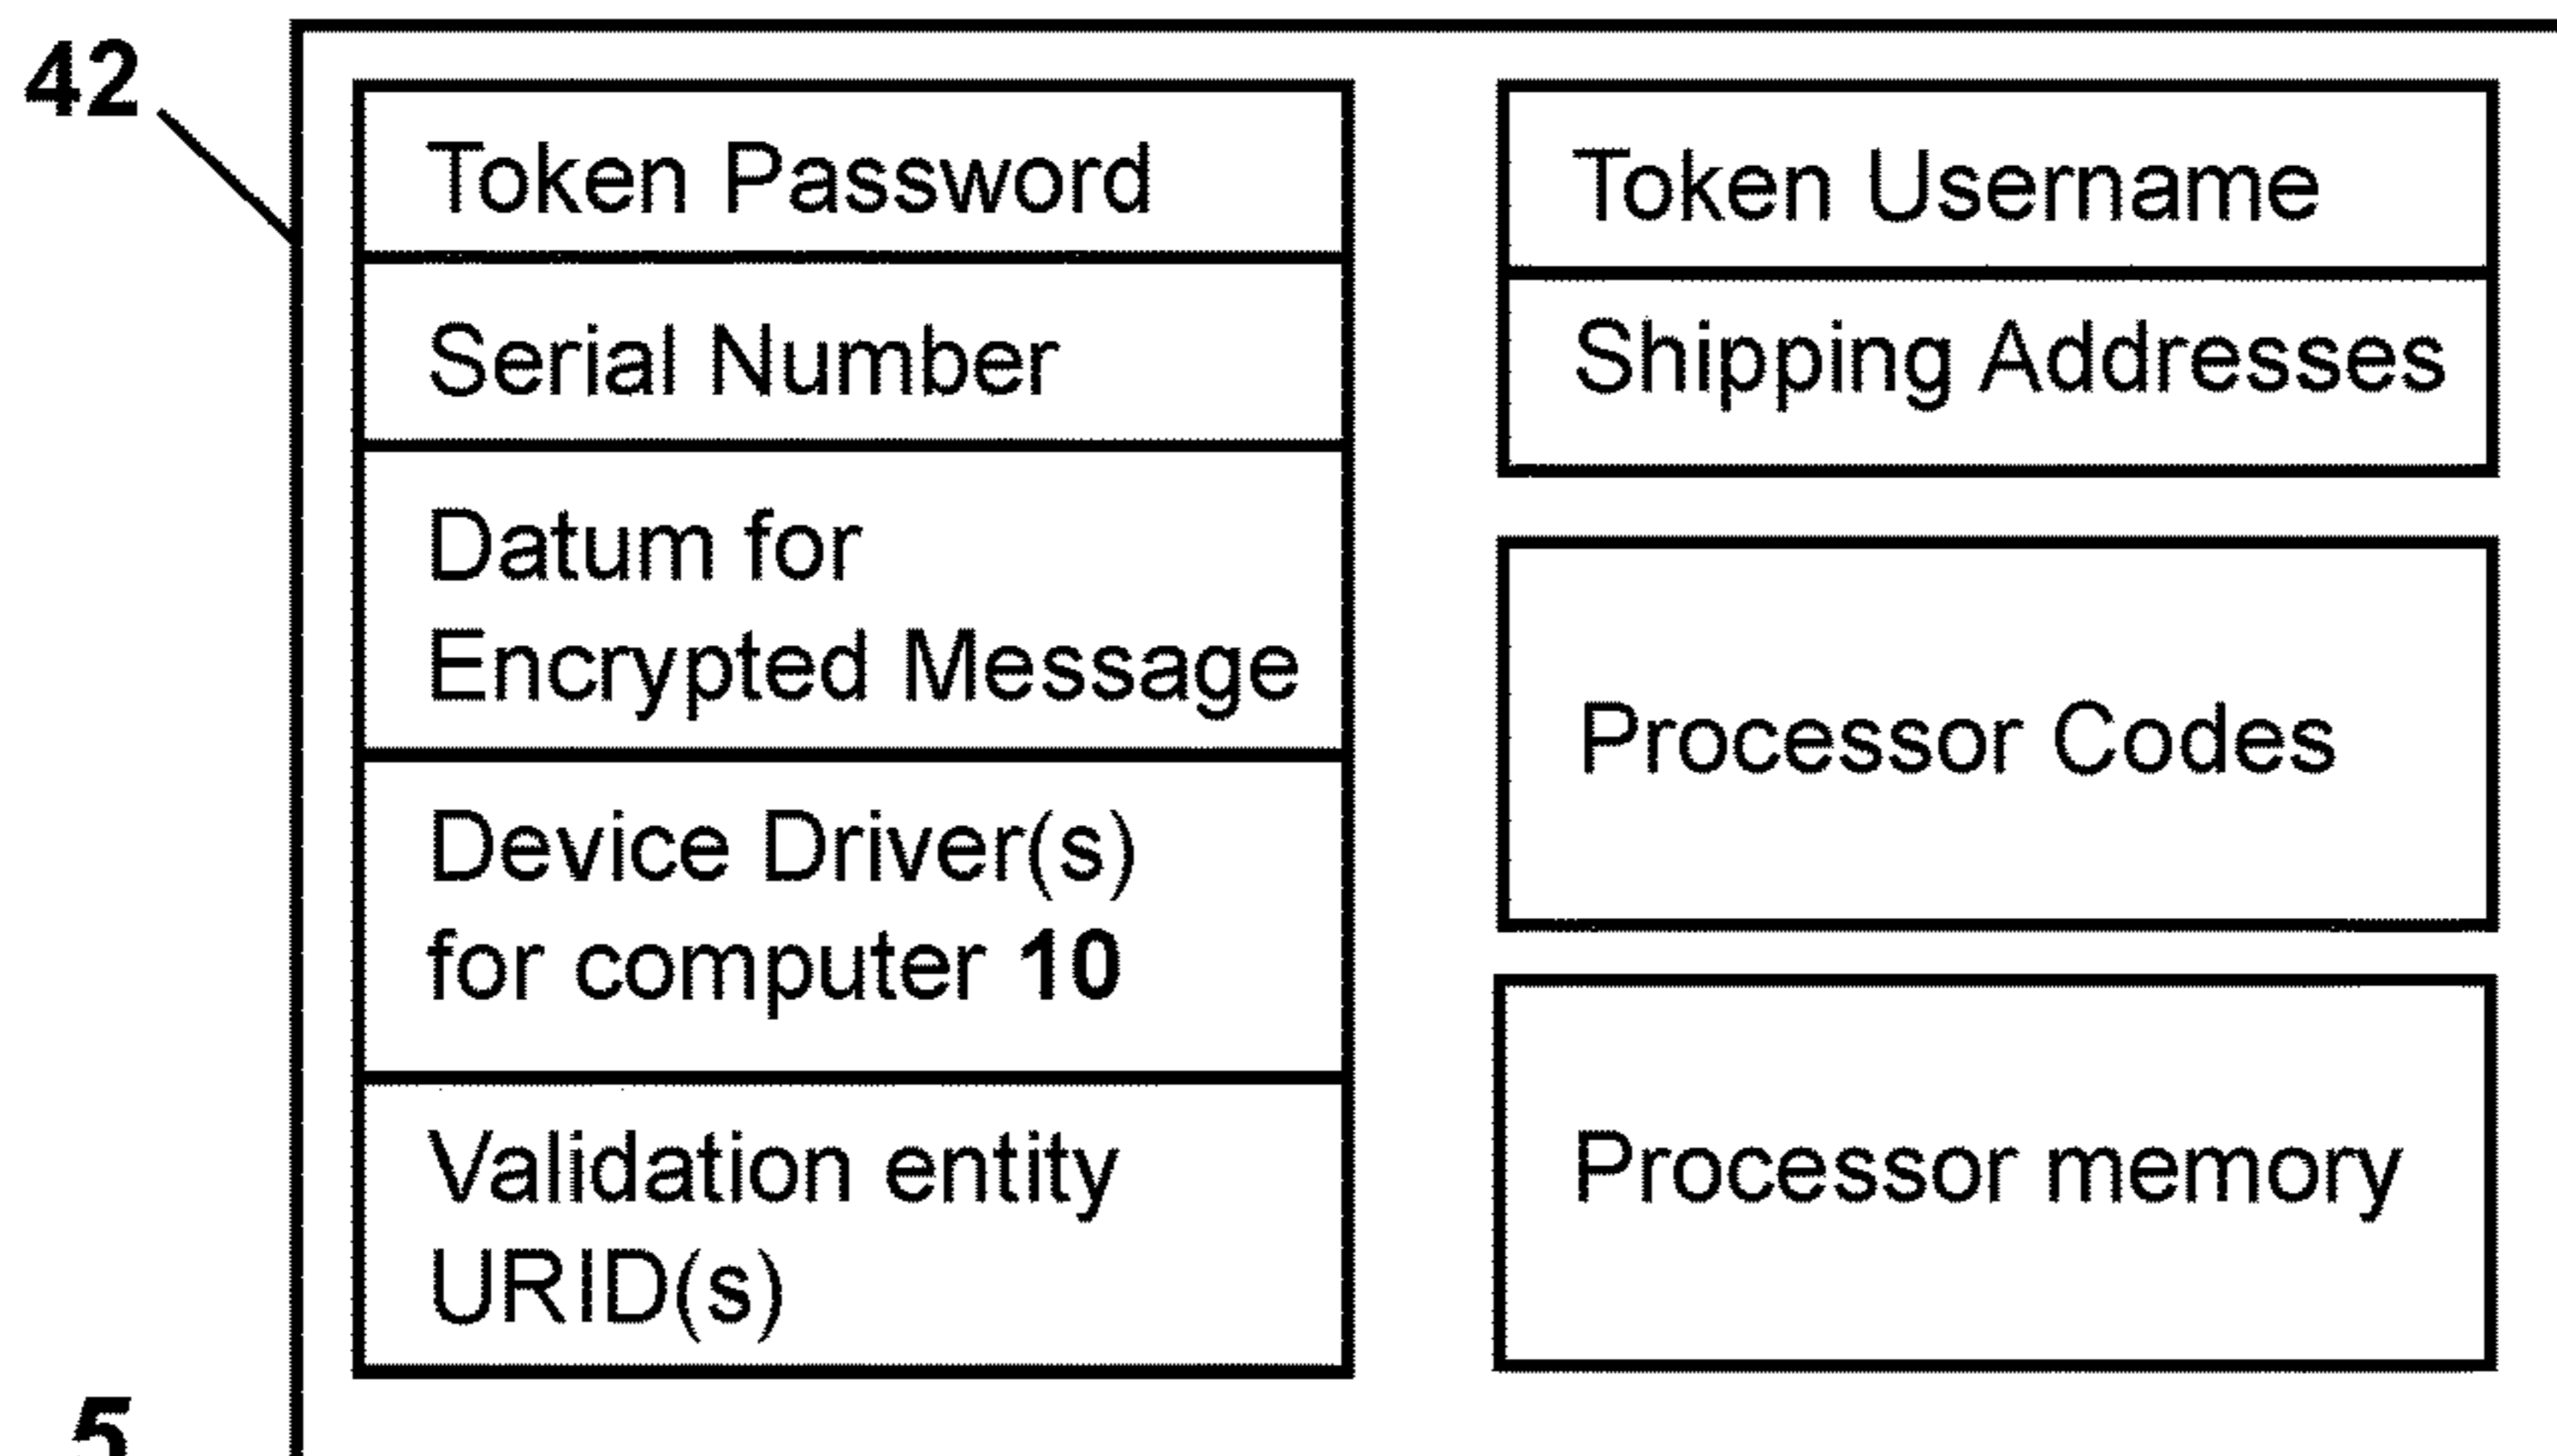 42
Token Password
Serial Number
Datum for
Encrypted Message
Device Driver(s)
for computer 10
Validation entity
URID(s)
Token Username
Shipping Addresses
Processor Codes
Processor memory
5